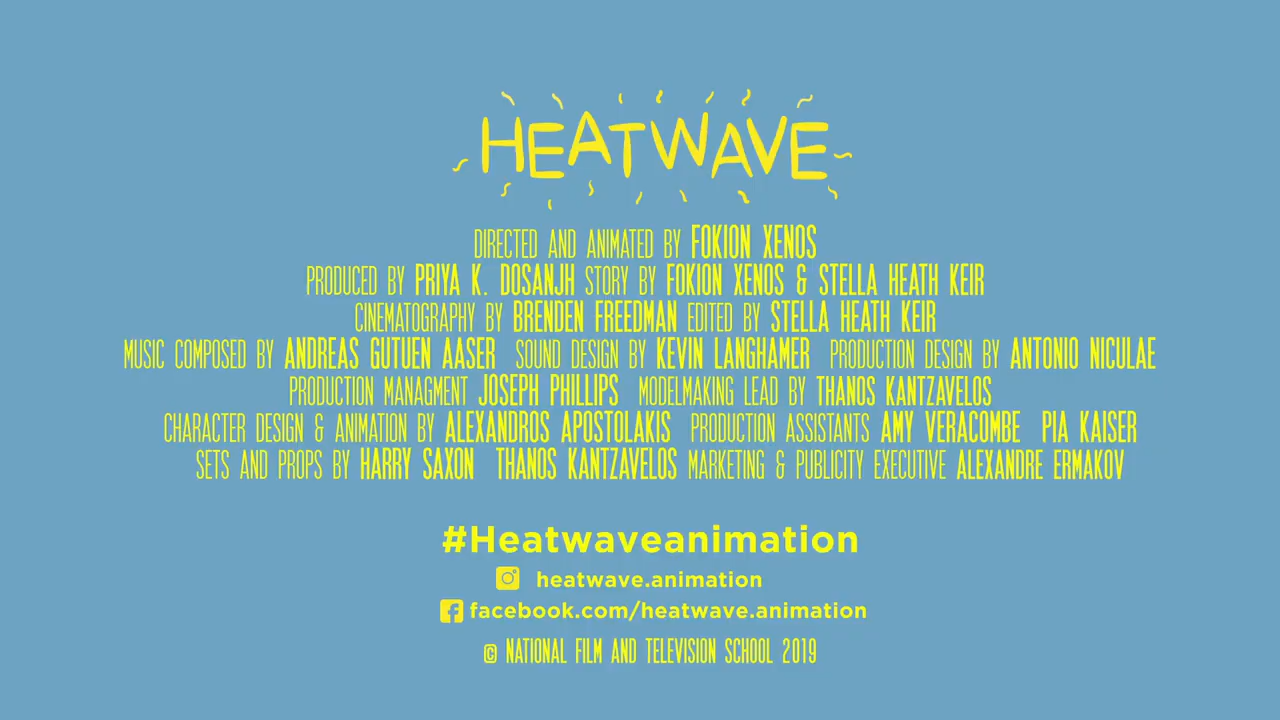 HEATWAVE
DIRECTED AND ANIMATED BY FOKION XENOS
PRODUCED BY PRIYA K. DOSANJH STORY BY FOKION XENOS & STELLA HEATH KEIR
CINEMATOGRAPHY BY BRENDEN FREEDMAN EDITED BY STELLA HEATH KEIR
MUSIC COMPOSED BY ANDREAS GUTUEN AASER SOUND DESIGN BY KEVIN LANGHAMER PRODUCTION DESIGN BY ANTONIO NICULAE
PRODUCTION MANAGMENT JOSEPH PHILLIPS MODELMAKING LEAD BY THANOS KANTZAVELOS
CHARACTER DESIGN & ANIMATION BY ALEXANDROS APOSTOLAKIS PRODUCTION ASSISTANTS AMY VERACOMBE PIA KAISER
SETS AND PROPS BY HARRY SAXON THANOS KANTZAVELOS MARKETING & PUBLICITY EXECUTIVE ALEXANDRE ERMAKOV
#Heatwaveanimation
heatwave.animation
facebook.com/heatwave.animation
© NATIONAL FILM AND TELEVISION SCHOOL 2019